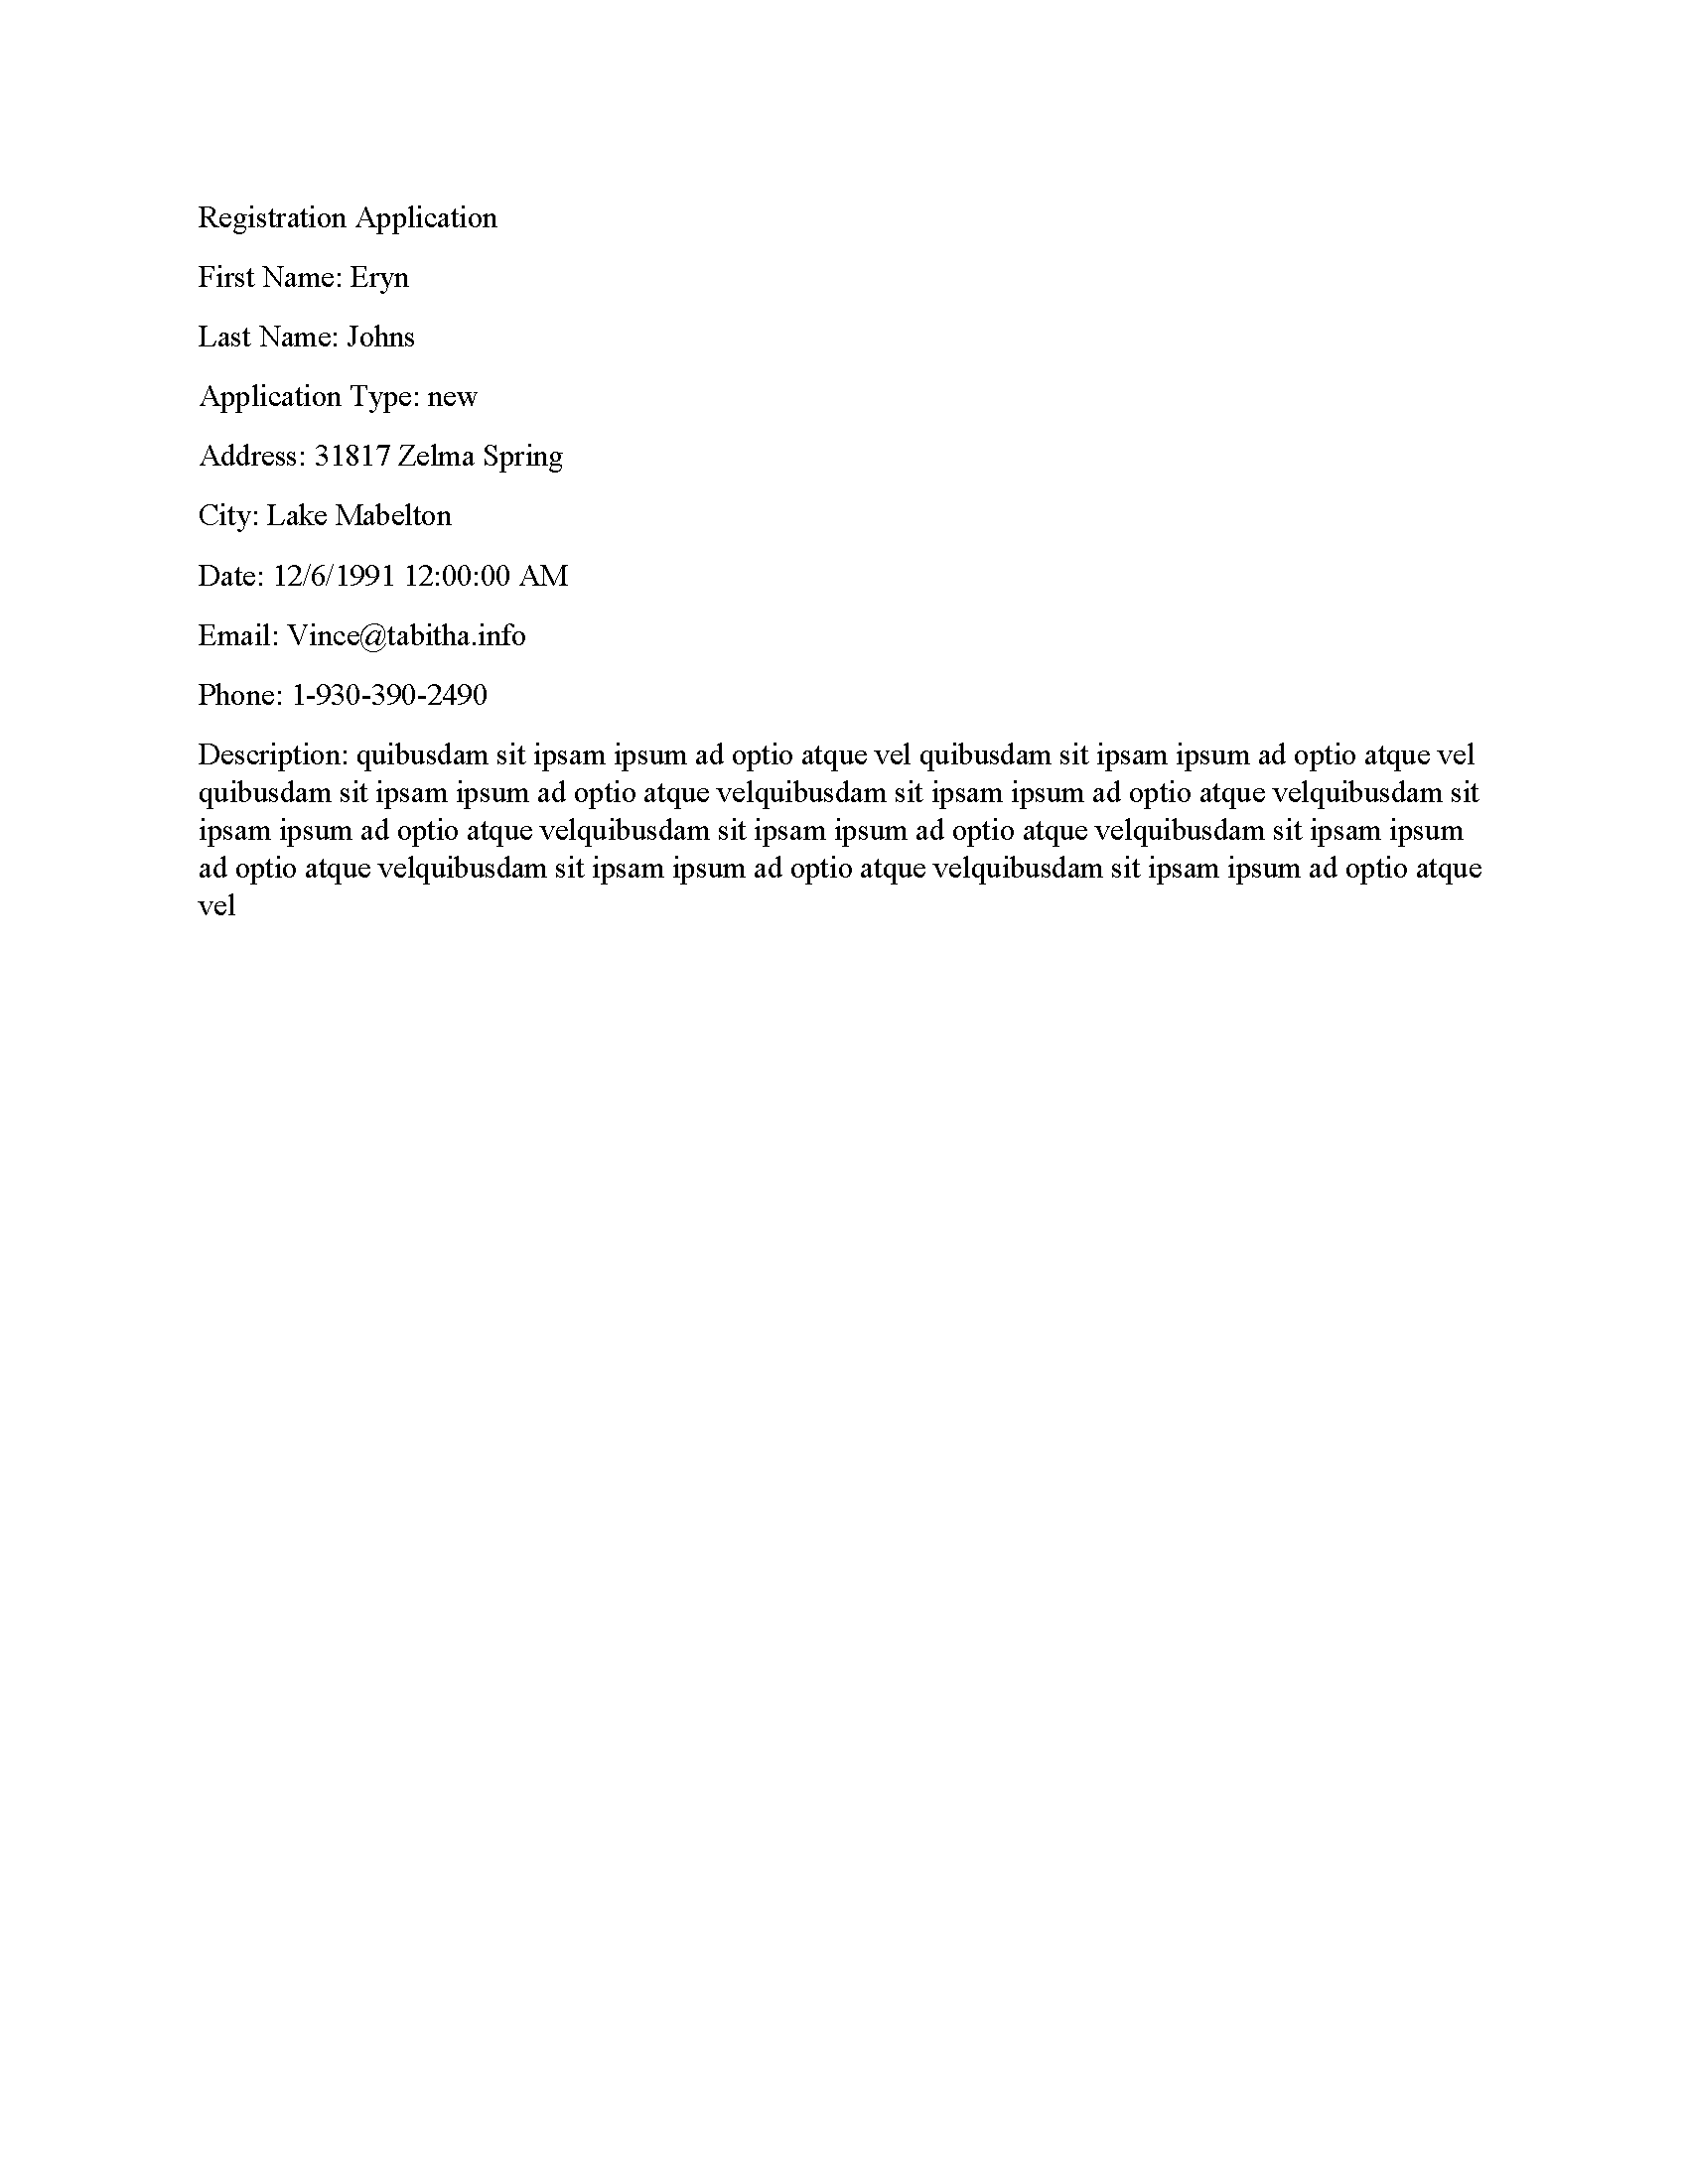 Registration Application
First Name: Eryn
Last Name: Johns
Application Type: new
Address: 31817 Zelma Spring
City: Lake Mabelton
Date: 12/6/1991 12:00:00 AM
Email: Vince@tabitha.info
Phone: 1-930-390-2490
Description: quibusdam sit ipsam ipsum ad optio atque vel quibusdam sit ipsam ipsum ad optio atque vel
quibusdam sit ipsam ipsum ad optio atque velquibusdam sit ipsam ipsum ad optio atque velquibusdam sit
ipsam ipsum ad optio atque velquibusdam sit ipsam ipsum ad optio atque velquibusdam sit ipsam ipsum
ad optio atque velquibusdam sit ipsam ipsum ad optio atque velquibusdam sit ipsam ipsum ad optio atque
vel